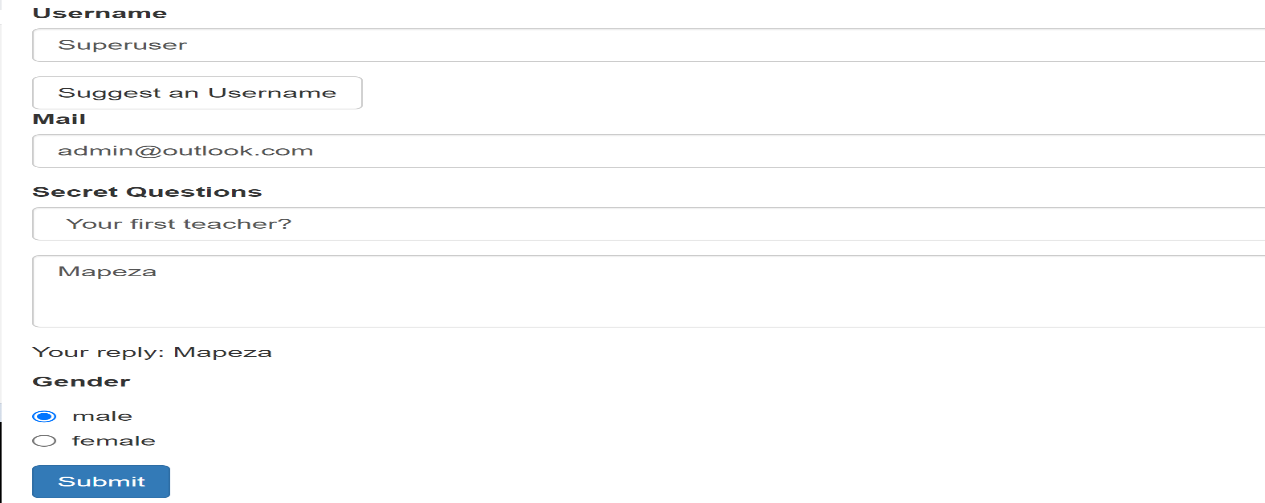 Username
Superuser
Suggest an Username
Mail
admin@outlook.com
Secret Questions
Your first teacher?
Mapeza
Your reply: Mapeza
Gender
male
female
Submit